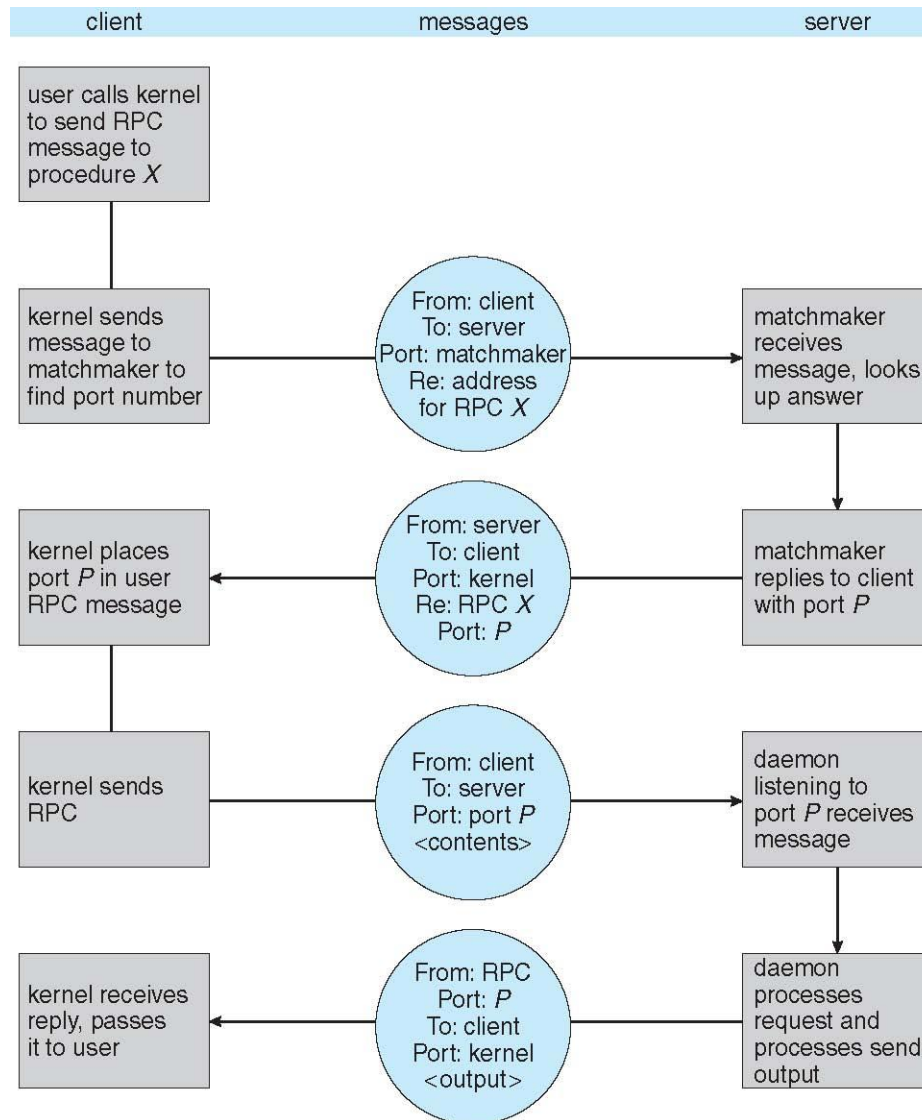 client
messages
server
user calls kernel
to send RPC
message to
procedure X
kernel sends
message to
matchmaker to
find port number
From: client
To: server
Port: matchmaker
Re: address
for RPC X
matchmaker
receives
message, looks
up answer
kernel places
port P in user
RPC message
From: server
To: client
Port: kernel
Re: RPC X
Port: P
matchmaker
replies to client
with port P
kernel sends
RPC
From: client
To: server
Port: port P
<contents>
daemon
listening to
port P receives
message
kernel receives
reply, passes
it to user
From: RPC
Port: P
To: client
Port: kernel
<output>
daemon
processes
request and
processes send
output